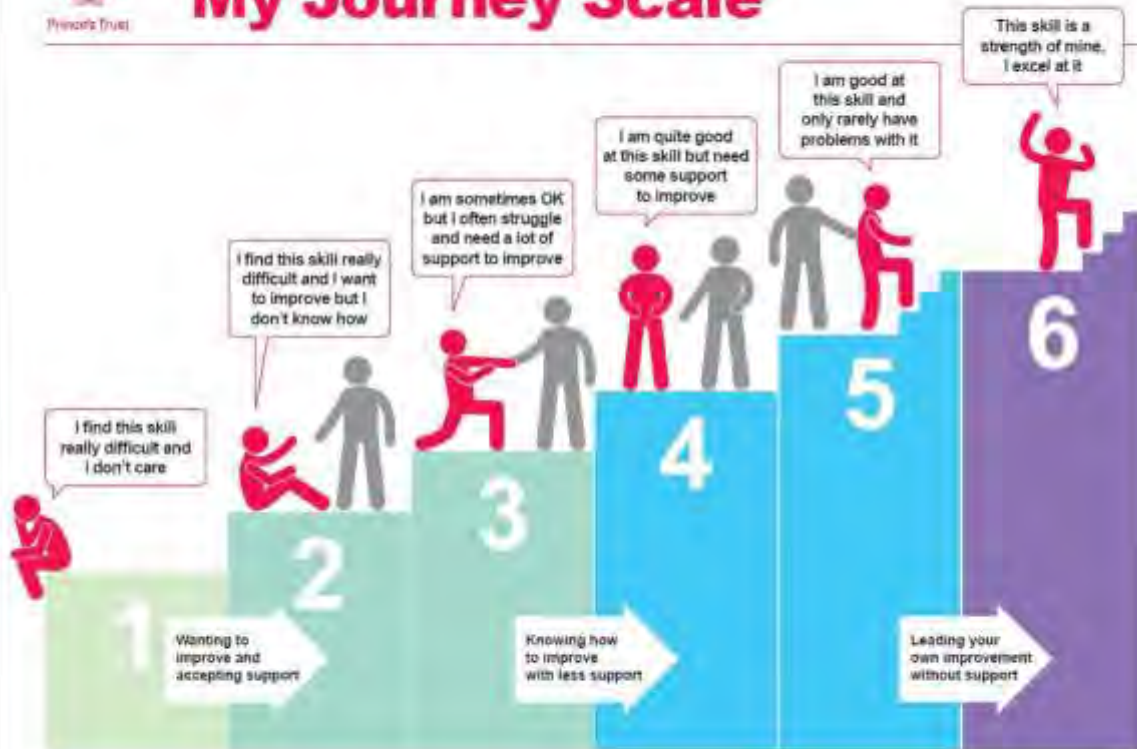 My Journey Scale
Prince's Trust
This skill is a
strength of mine,
I excel at it
I am good at
this skill and
only rarely have
problems with it
I am quite good
at this skill but need
some support
to improve
I am sometimes OK
but I often struggle
and need a lot of
support to improve
I find this skill really
difficult and I want
to improve but I
don't know how
I find this skill
really difficult and
I don't care
1
2
3
4
5
6
Wanting to
improve and
accepting support
Knowing how
to improve
with less support
Leading your
own improvement
without support